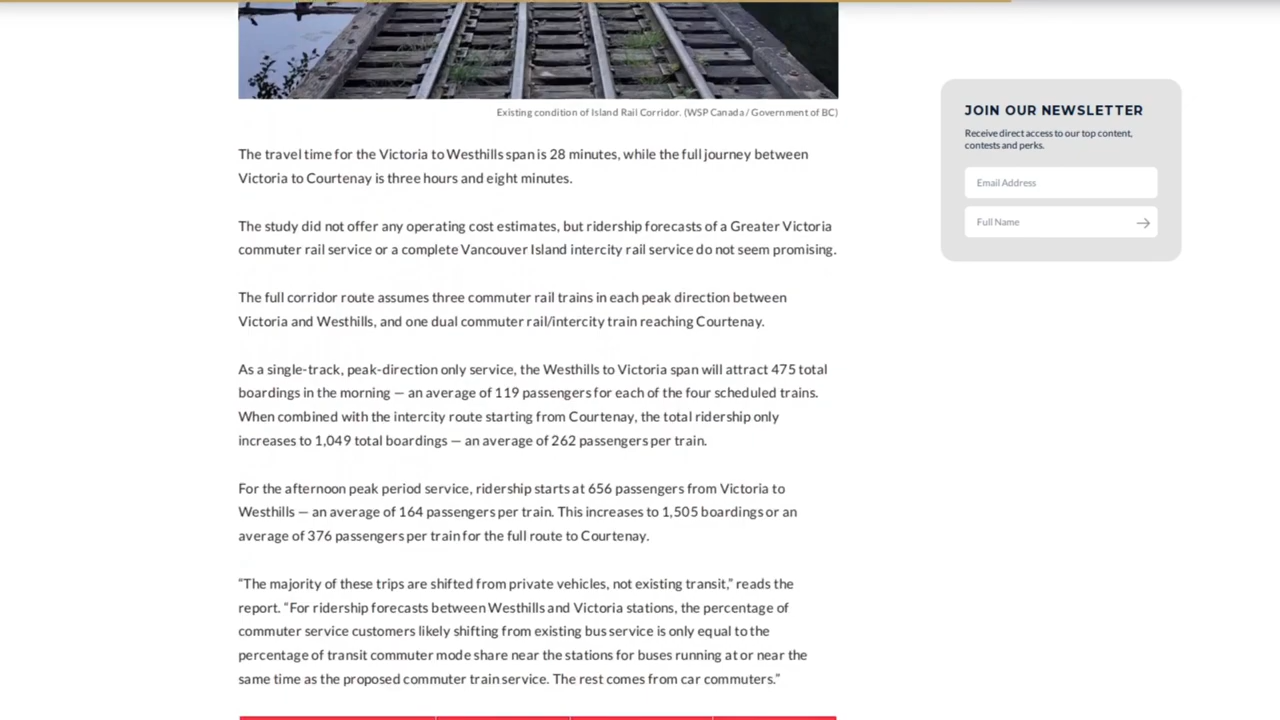 Existing condition of Island Rail Corridor. (WSP Canada / Government of BC)
The travel time for the Victoria to Westhills span is 28 minutes, while the full journey between
Victoria to Courtenay is three hours and eight minutes.
The study did not offer any operating cost estimates, but ridership forecasts of a Greater Victoria
commuter rail service or a complete Vancouver Island intercity rail service do not seem promising.
The full corridor route assumes three commuter rail trains in each peak direction between
Victoria and Westhills, and one dual commuter rail/intercity train reaching Courtenay.
As a single-track, peak-direction only service, the Westhills to Victoria span will attract 475 total
boardings in the morning — an average of 119 passengers for each of the four scheduled trains.
When combined with the intercity route starting from Courtenay, the total ridership only
increases to 1,049 total boardings — an average of 262 passengers per train.
For the afternoon peak period service, ridership starts at 656 passengers from Victoria to
Westhills — an average of 164 passengers per train. This increases to 1,505 boardings or an
average of 376 passengers per train for the full route to Courtenay.
“The majority of these trips are shifted from private vehicles, not existing transit,” reads the
report. “For ridership forecasts between Westhills and Victoria stations, the percentage of
commuter service customers likely shifting from existing bus service is only equal to the
percentage of transit commuter mode share near the stations for buses running at or near the
same time as the proposed commuter train service. The rest comes from car commuters.”
JOIN OUR NEWSLETTER
Receive direct access to our top content,
contests and perks.
Email Address
Full Name